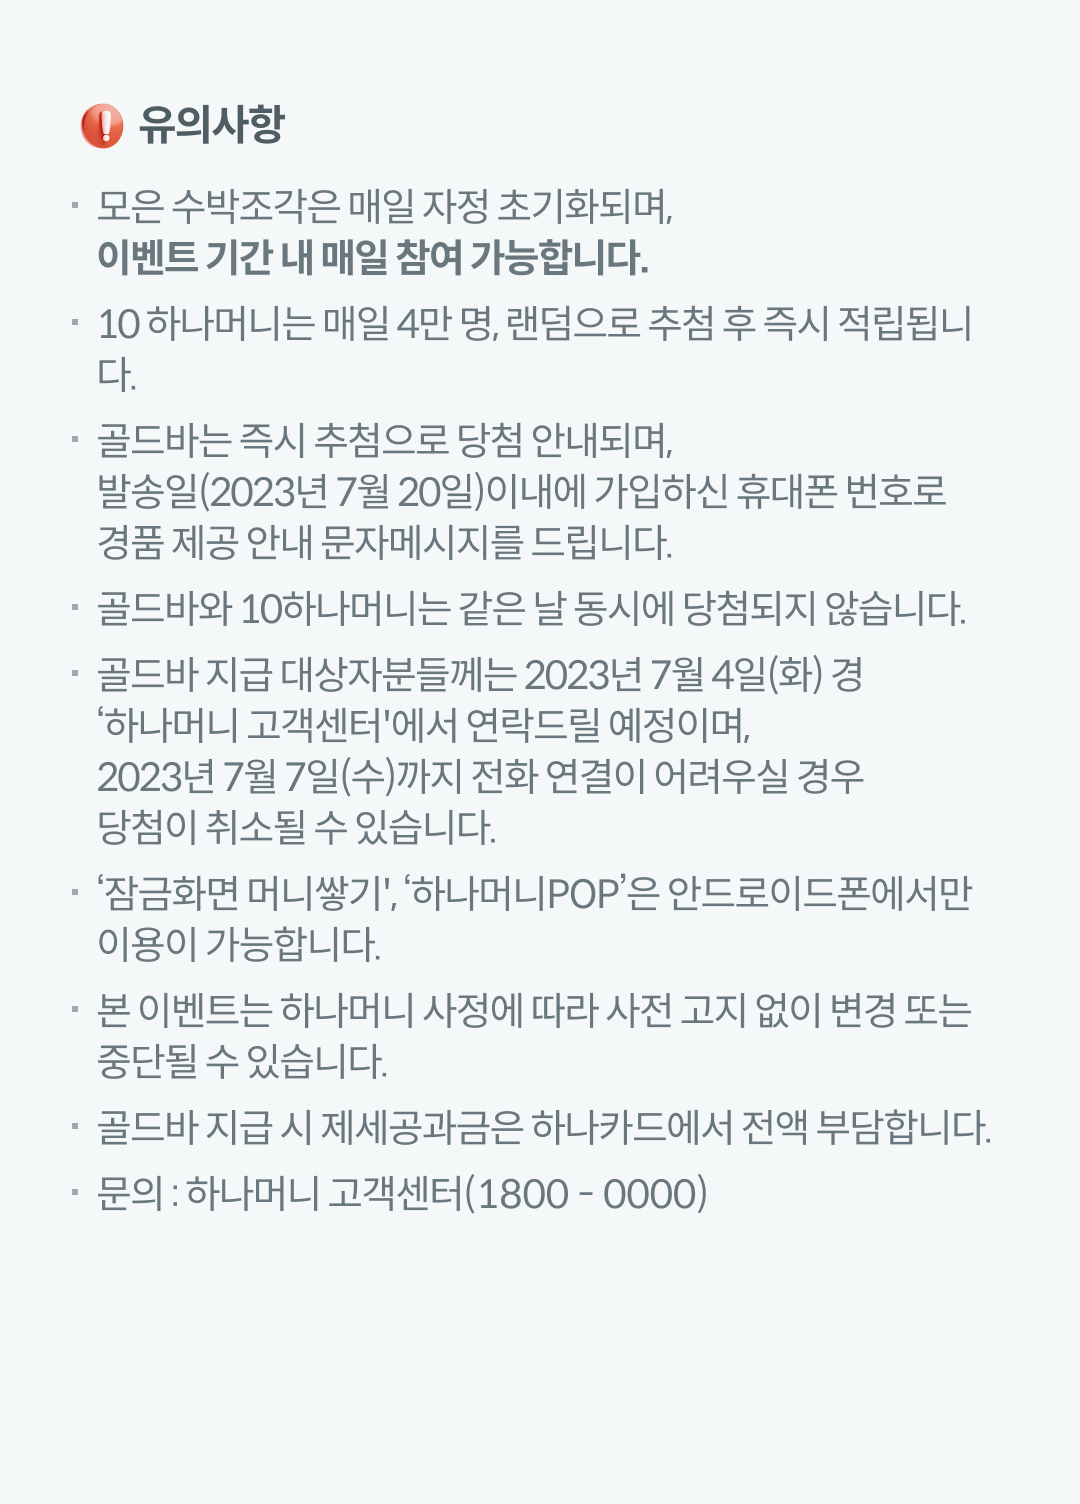 유의사항
모은 수박조각은 매일 자정 초기화되며,
이벤트 기간 내 매일 참여 가능합니다.
10 하나머니는 매일 4만 명, 랜덤으로 추첨 후 즉시 적립됩니
다.
골드바는 즉시 추첨으로 당첨 안내되며,
발송일(2023년 7월 20일)이내에 가입하신 휴대폰 번호로
경품 제공 안내 문자메시지를 드립니다.
골드바와 10하나머니는 같은 날 동시에 당첨되지 않습니다.
골드바 지급 대상자분들께는 2023년 7월 4일(화) 경
‘하나머니 고객센터'에서 연락드릴 예정이며,
2023년 7월 7일(수)까지 전화 연결이 어려우실 경우
당첨이 취소될 수 있습니다.
‘잠금화면 머니쌓기', ‘하나머니POP’은 안드로이드폰에서만
이용이 가능합니다.
본 이벤트는 하나머니 사정에 따라 사전 고지 없이 변경 또는
중단될 수 있습니다.
골드바 지급 시 제세공과금은 하나카드에서 전액 부담합니다.
문의 : 하나머니 고객센터(1800 - 0000)